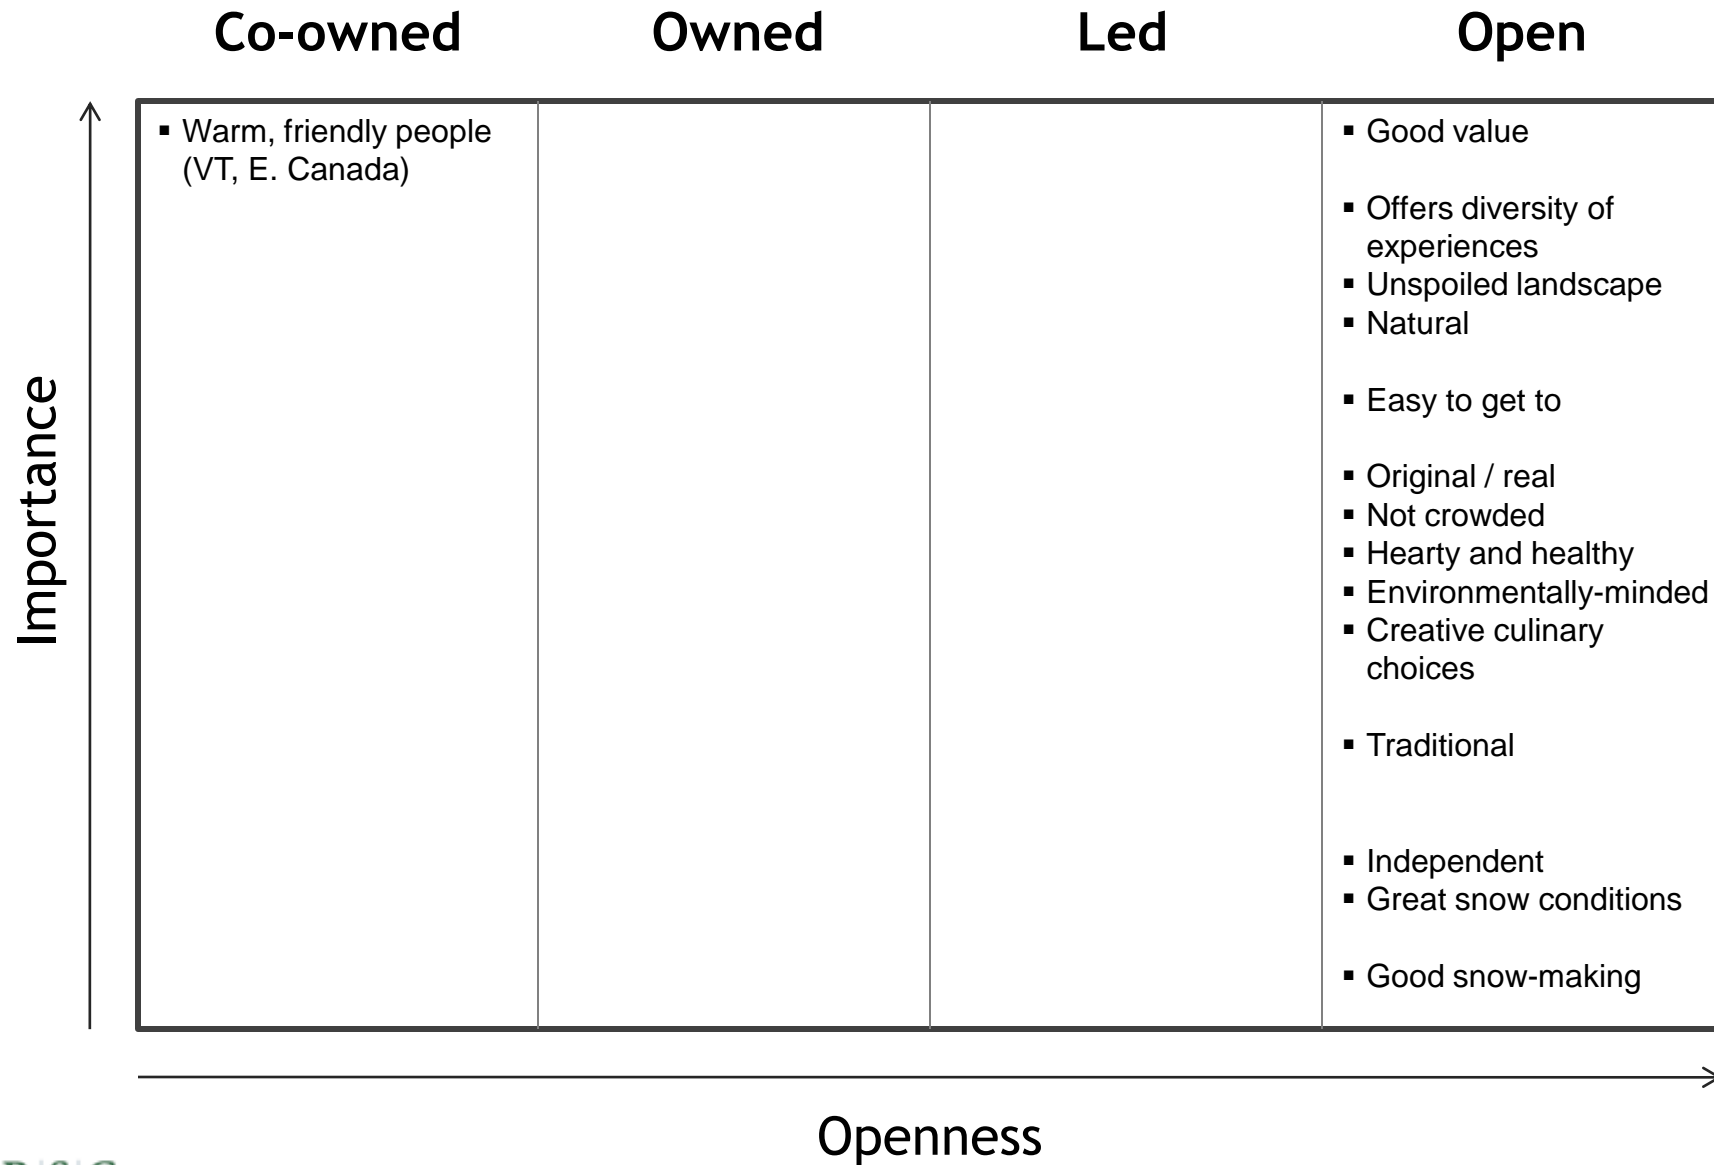 Co-owned Owned Led Open
▪ Warm, friendly people
(VT, E. Canada)
▪ Good value
▪ Offers diversity of
experiences
▪ Unspoiled landscape
▪ Natural
▪ Easy to get to
▪ Original / real
▪ Not crowded
▪ Hearty and healthy
▪ Environmentally-minded
▪ Creative culinary
choices
▪ Traditional
▪ Independent
▪ Great snow conditions
▪ Good snow-making
Importance
Openness